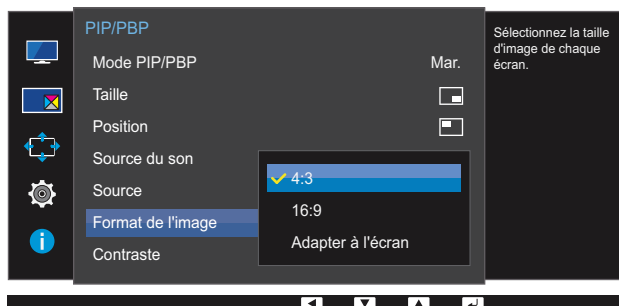 PIP/PBP
Mode PIP/PBP Mar.
Taille
Position
Source du son
Source
Format de l'image
Contraste
4:3
16:9
Adapter à l'écran
Sélectionnez la taille
d'image de chaque
écran.